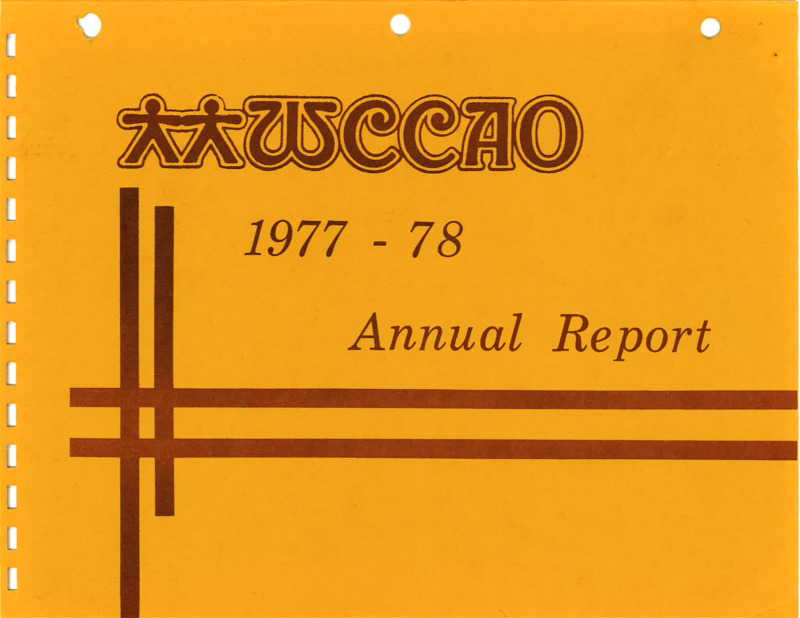 WCCAO
1977 - 78
Annual Report